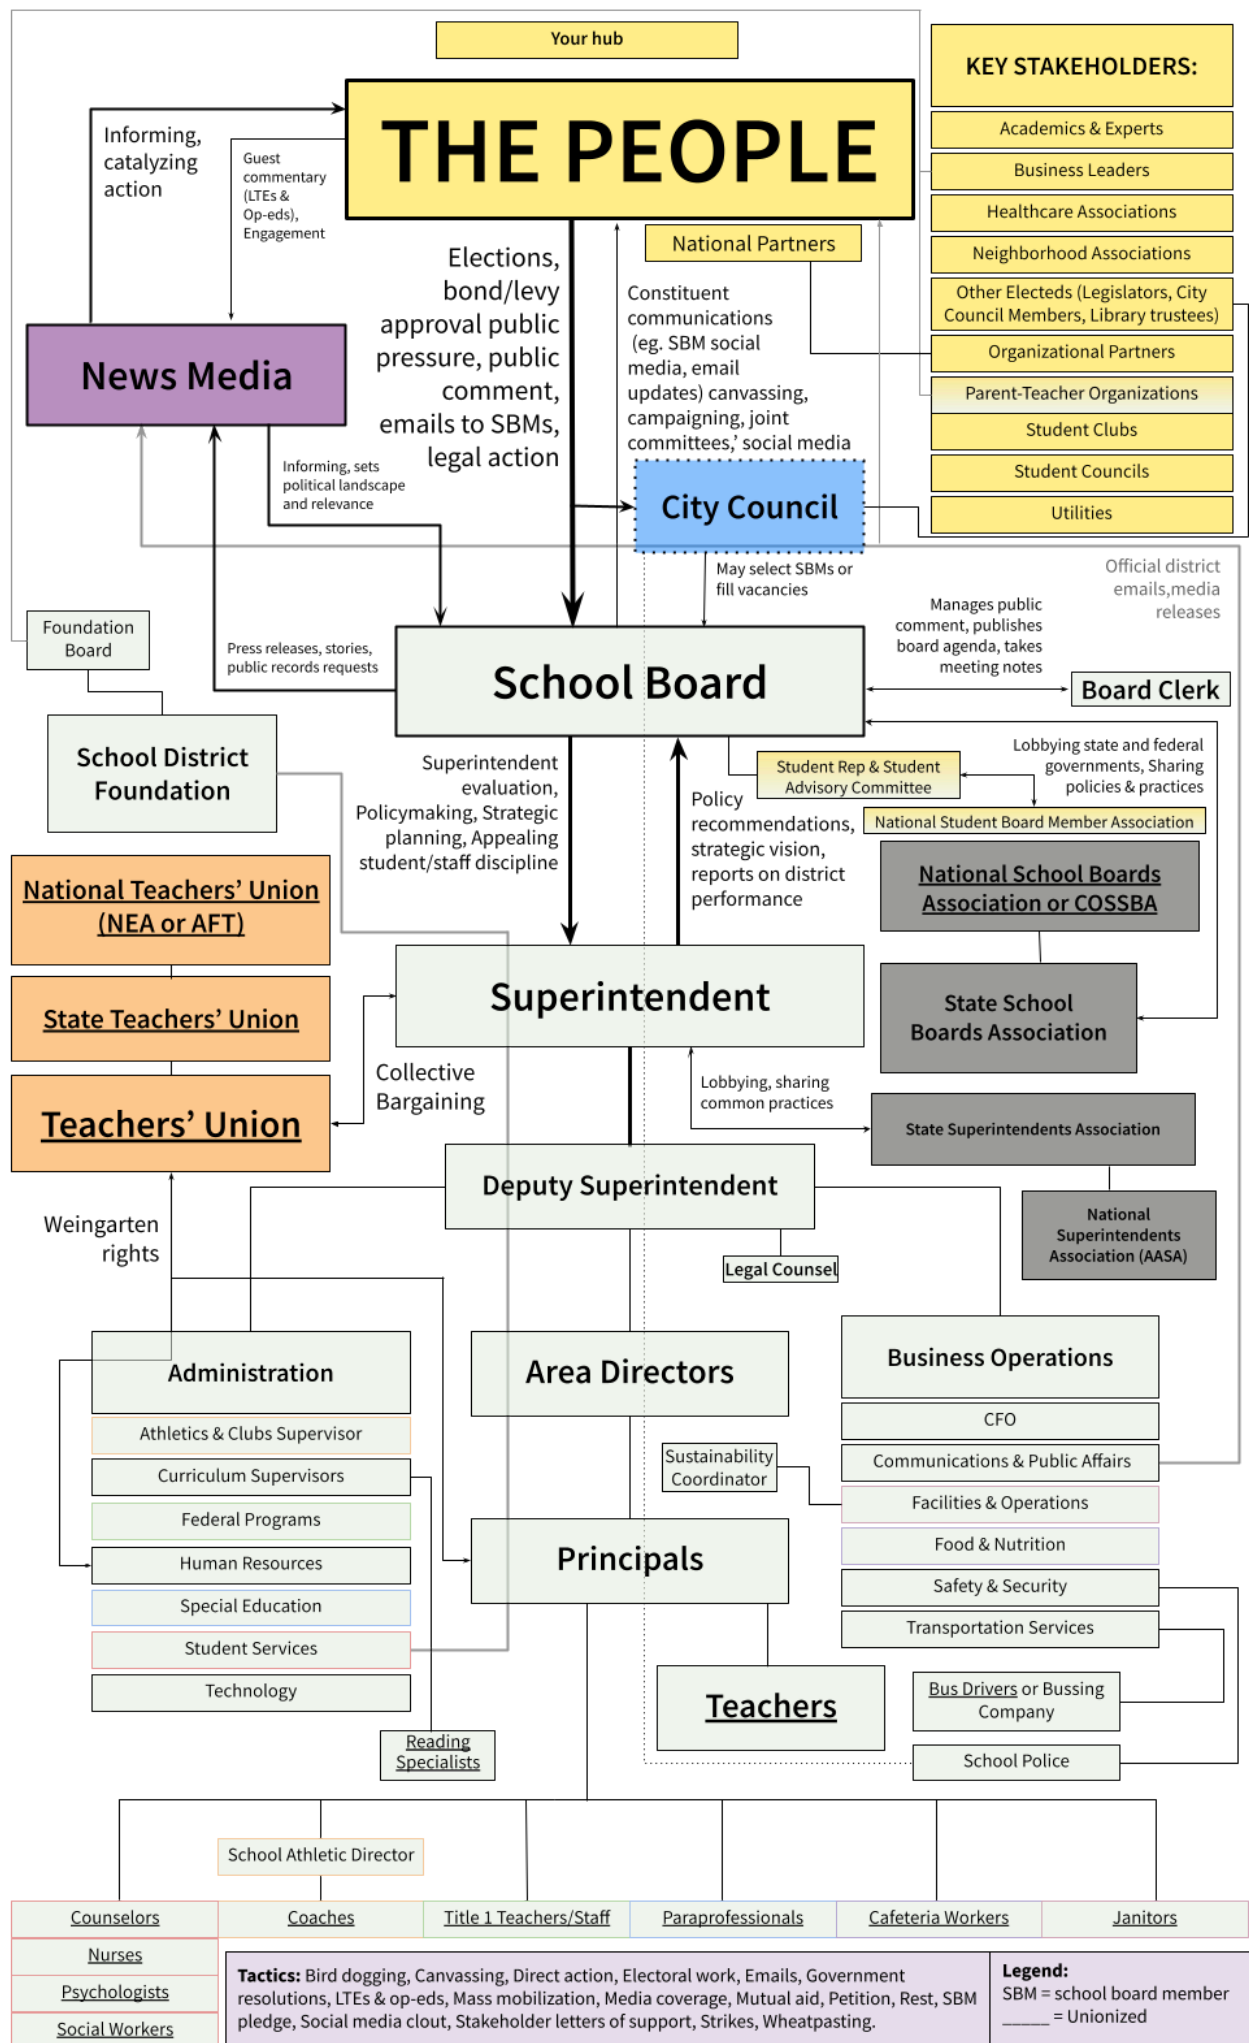 Your hub
KEY STAKEHOLDERS:
THE PEOPLE
Academics & Experts
Business Leaders
Healthcare Associations
Neighborhood Associations
Other Electeds (Legislators, City
Council Members, Library trustees)
Organizational Partners
Parent-Teacher Organizations
Student Clubs
Student Councils
Utilities
Informing,
catalyzing
action
Guest
commentary
(LTEs &
Op-eds),
Engagement
National Partners
Elections,
bond/levy
approval public
pressure, public
comment,
emails to SBMs,
legal action
Constituent
communications
(eg. SBM social
media, email
updates) canvassing,
campaigning, joint
committees,’ social media
News Media
Informing, sets
political landscape
and relevance
City Council
May select SBMs or
fill vacancies
Official district
emails,media
releases
Manages public
comment, publishes
board agenda, takes
meeting notes
Foundation
Board
Press releases, stories,
public records requests
School Board
Board Clerk
School District
Foundation
Superintendent
evaluation,
Policymaking, Strategic
planning, Appealing
student/staff discipline
Policy
recommendations,
strategic vision,
reports on district
performance
Student Rep & Student
Advisory Committee
Lobbying state and federal
governments, Sharing
policies & practices
National Student Board Member Association
National School Boards
Association or COSSBA
National Teachers’ Union
(NEA or AFT)
State Teachers’ Union
Teachers’ Union
Superintendent
State School
Boards Association
Collective
Bargaining
Lobbying, sharing
common practices
State Superintendents Association
Deputy Superintendent
National
Superintendents
Association (AASA)
Weingarten
rights
Legal Counsel
Administration
Area Directors
Business Operations
Athletics & Clubs Supervisor
Curriculum Supervisors
Federal Programs
Human Resources
Special Education
Student Services
Technology
Sustainability
Coordinator
CFO
Communications & Public Affairs
Facilities & Operations
Food & Nutrition
Safety & Security
Transportation Services
Principals
Teachers
Bus Drivers or Bussing
Company
School Police
Reading
Specialists
School Athletic Director
Counselors
Coaches
Title 1 Teachers/Staff
Paraprofessionals
Cafeteria Workers
Janitors
Nurses
Psychologists
Social Workers
Tactics: Bird dogging, Canvassing, Direct action, Electoral work, Emails, Government
resolutions, LTEs & op-eds, Mass mobilization, Media coverage, Mutual aid, Petition, Rest, SBM
pledge, Social media clout, Stakeholder letters of support, Strikes, Wheatpasting.
Legend:
SBM = school board member
_____ = Unionized